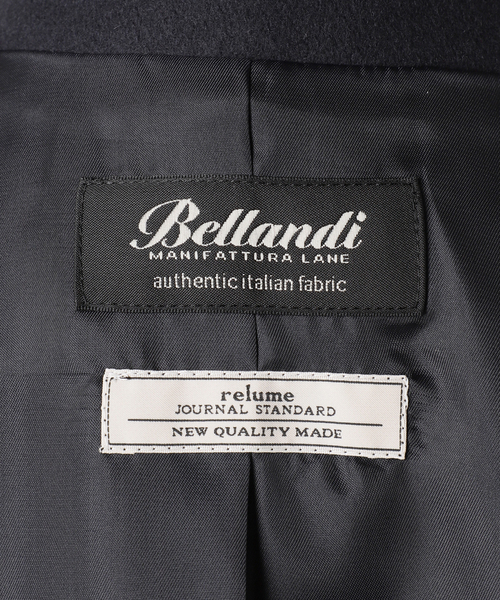 Bellandi
MANIFATTURA LANE
authentic italian fabric
relume
JOURNAL STANDARD
NEW QUALITY MADE